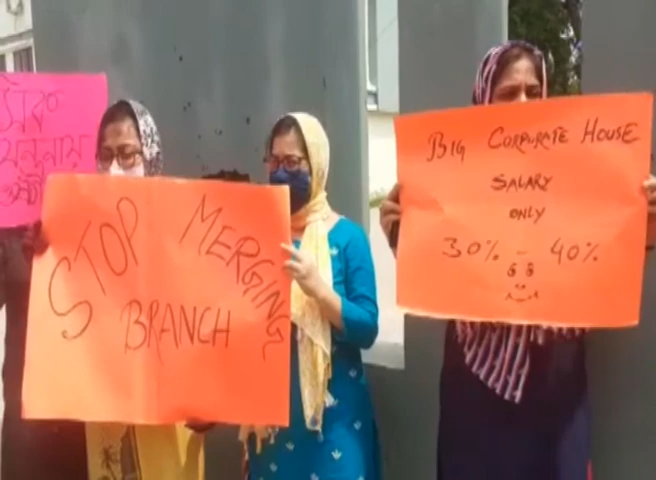 STOP MERGING
BRANCH
BIG CORPORATE HOUSE
SALARY
ONLY
30% - 40%